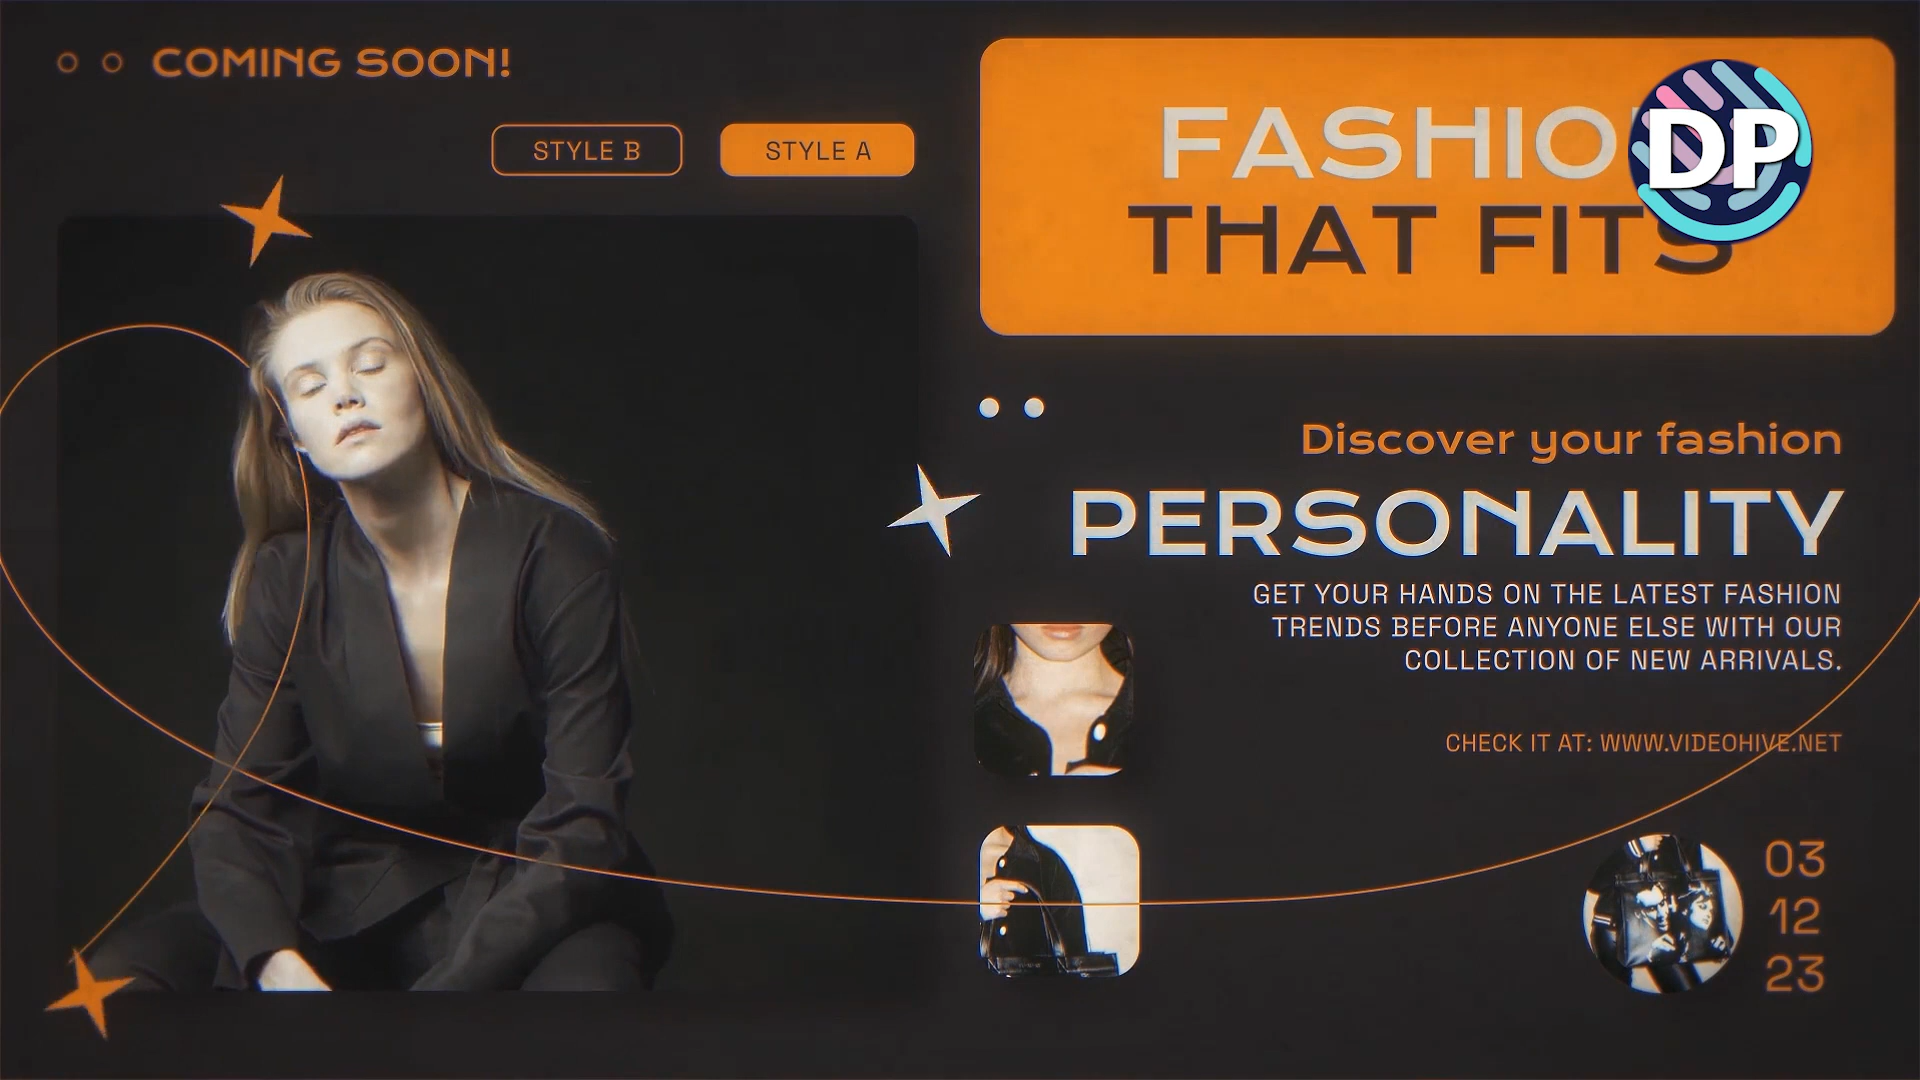 COMING SOON!
STYLE B
STYLE A
FASHIO
THAT FITS
DP
Discover your fashion
PERSONALITY
GET YOUR HANDS ON THE LATEST FASHION
TRENDS BEFORE ANYONE ELSE WITH OUR
COLLECTION OF NEW ARRIVALS.
CHECK IT AT: WWW.VIDEOHIVE.NET
03
12
23